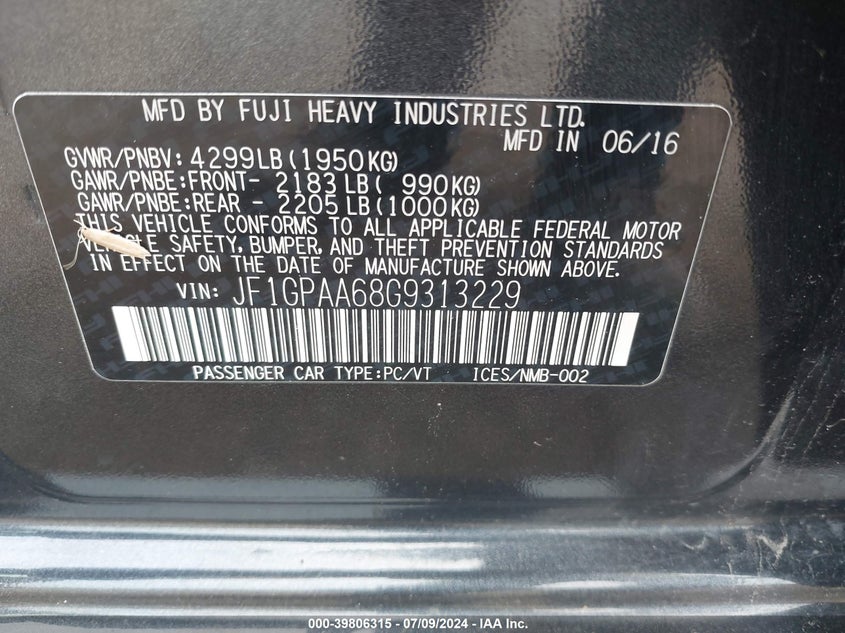 MFD BY FUJI HEAVY INDUSTRIES LTD.
MFD IN 06/16
GVWR/PNBV: 4299LB (1950KG)
GAWR/PNBE: FRONT- 2183 LB ( 990KG)
GAWR/PNBE: REAR - 2205 LB (1000KG)
THIS VEHICLE CONFORMS TO ALL APPLICABLE FEDERAL MOTOR
VEHICLE SAFETY, BUMPER, AND THEFT PREVENTION STANDARDS
IN EFFECT ON THE DATE OF MANUFACTURE SHOWN ABOVE.
VIN: JF1GPAA68G9313229
PASSENGER CAR TYPE:PC/VT ICES/NMB-002
000-39806315 - 07/09/2024 - IAA Inc.